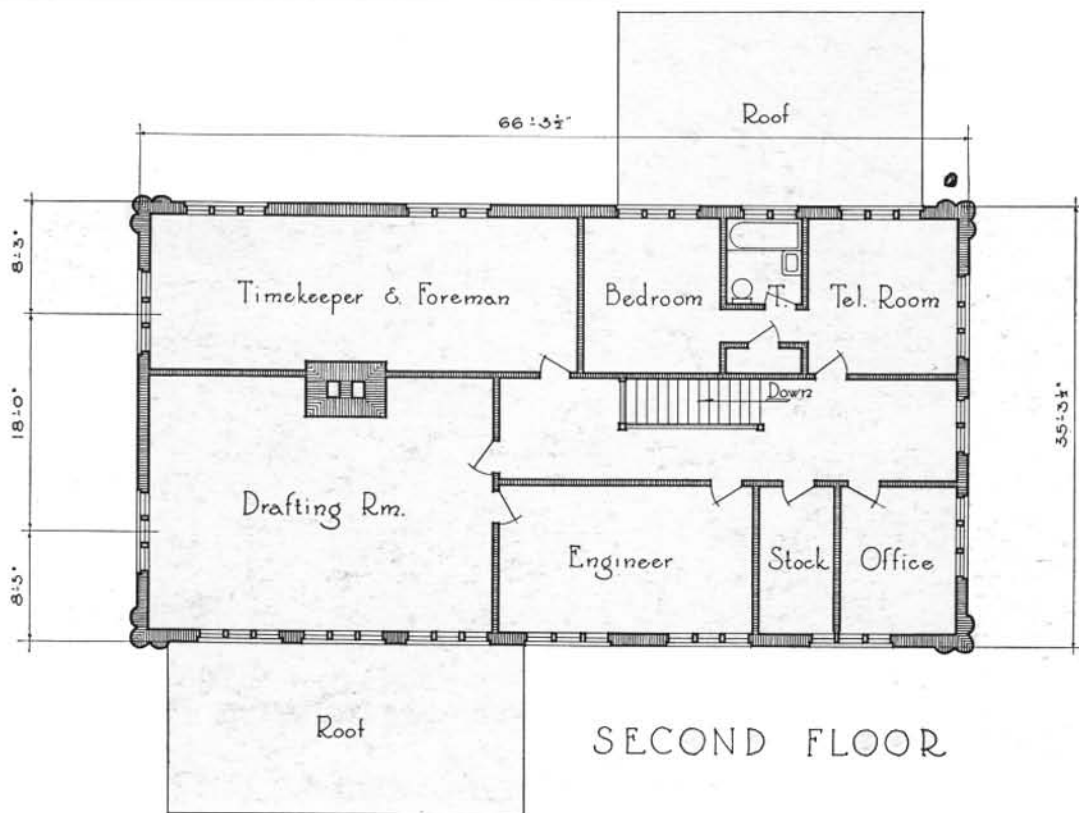 Roof
66'-3½"
8'-3"
Timekeeper & Foreman
Bedroom
T.
Tel. Room
Down
18'-0"
35'-3½"
Drafting Rm.
Engineer
Stock
Office
8'-3"
Roof
SECOND FLOOR